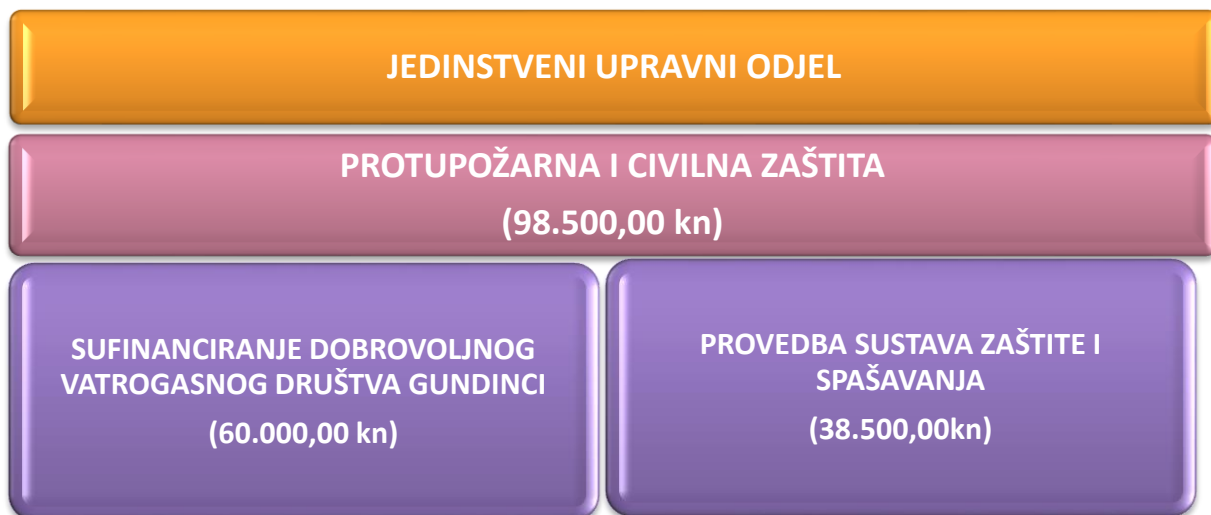 JEDINSTVENI UPRAVNI ODJEL
PROTUPOŽARNA I CIVILNA ZAŠTITA
(98.500,00 kn)
SUFINANCIRANJE DOBROVOLJNOG
VATROGASNOG DRUŠTVA GUNDINCI
(60.000,00 kn)
PROVEDBA SUSTAVA ZAŠTITE I
SPAŠAVANJA
(38.500,00kn)